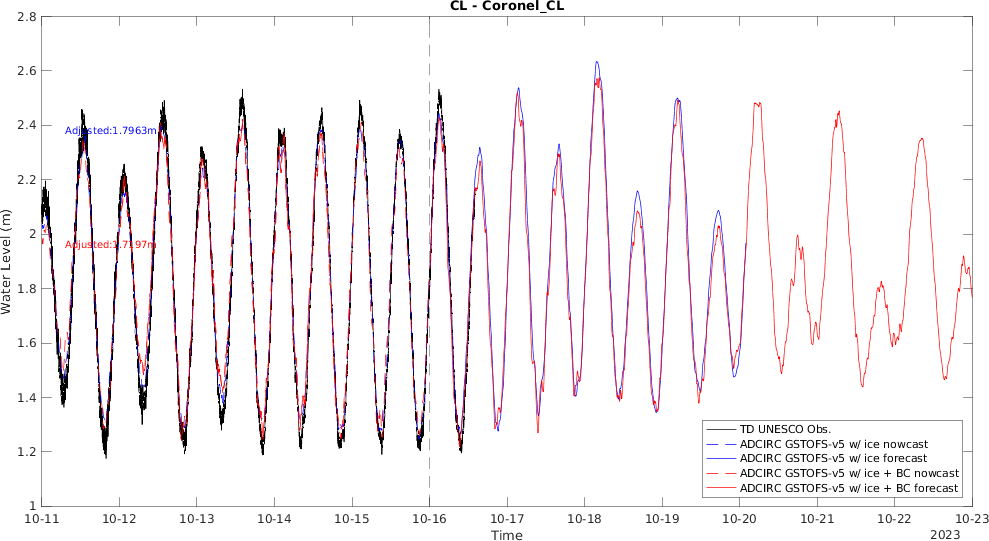 CL - Coronel_CL
2.8
2.6
2.4
2.2
2
1.8
1.6
1.4
1.2
1
Water Level (m)
Adjusted:1.7963m
Adjusted:1.7197m
TD UNESCO Obs.
ADCIRC GSTOFS-v5 w/ ice nowcast
ADCIRC GSTOFS-v5 w/ ice forecast
ADCIRC GSTOFS-v5 w/ ice + BC nowcast
ADCIRC GSTOFS-v5 w/ ice + BC forecast
10-11 10-12 10-13 10-14 10-15 10-16 10-17 10-18 10-19 10-20 10-21 10-22 10-23
Time
2023